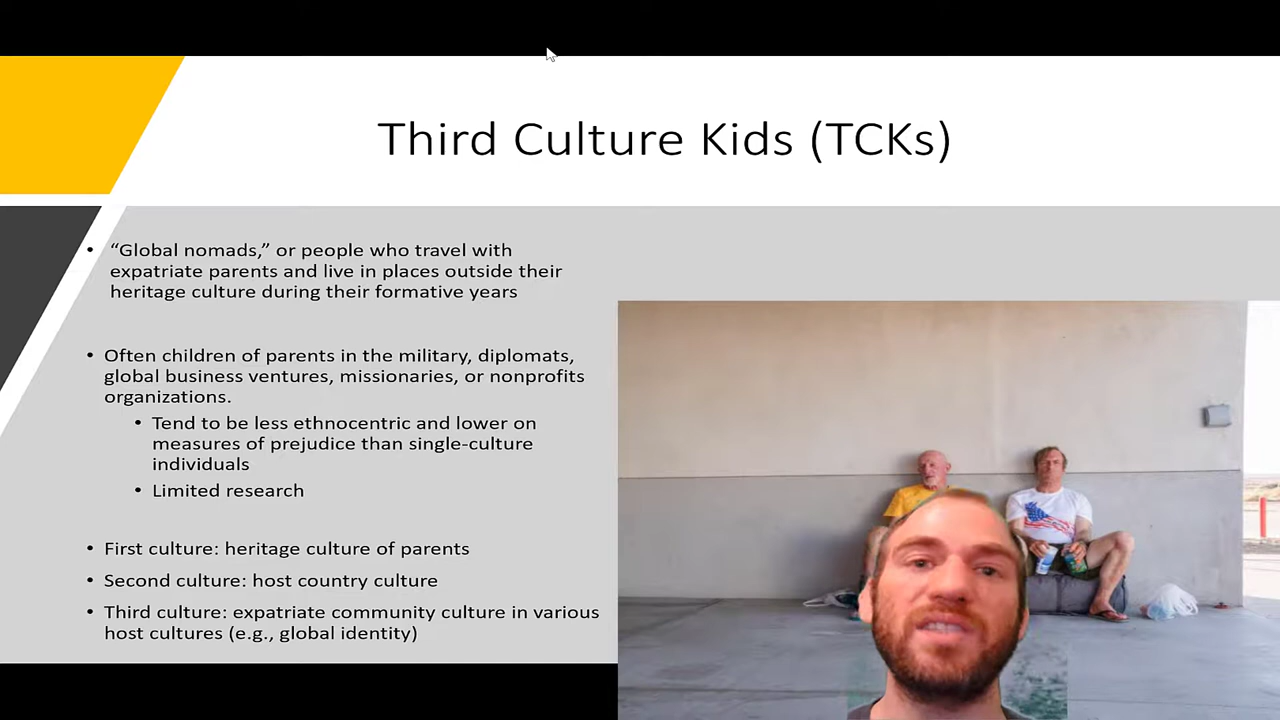 Third Culture Kids (TCKs)
• “Global nomads,” or people who travel with
expatriate parents and live in places outside their
heritage culture during their formative years
• Often children of parents in the military, diplomats,
global business ventures, missionaries, or nonprofits
organizations.
• Tend to be less ethnocentric and lower on
measures of prejudice than single-culture
individuals
• Limited research
• First culture: heritage culture of parents
• Second culture: host country culture
• Third culture: expatriate community culture in various
host cultures (e.g., global identity)